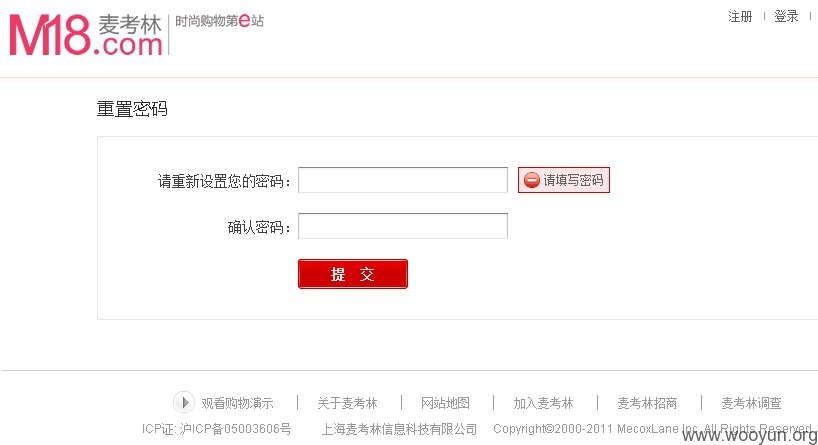 M18.com 麦考林 时尚购物第e站
注册 | 登录 |
重置密码
请重新设置您的密码： 请填写密码
确认密码：
提 交
观看购物演示 | 关于麦考林 | 网站地图 | 加入麦考林 | 麦考林招商 | 麦考林调查
ICP证: 沪ICP备05003606号 上海麦考林信息科技有限公司 Copyright©2000-2011 MecoxLane Inc. All Rights Reserved.
www.wooyun.org